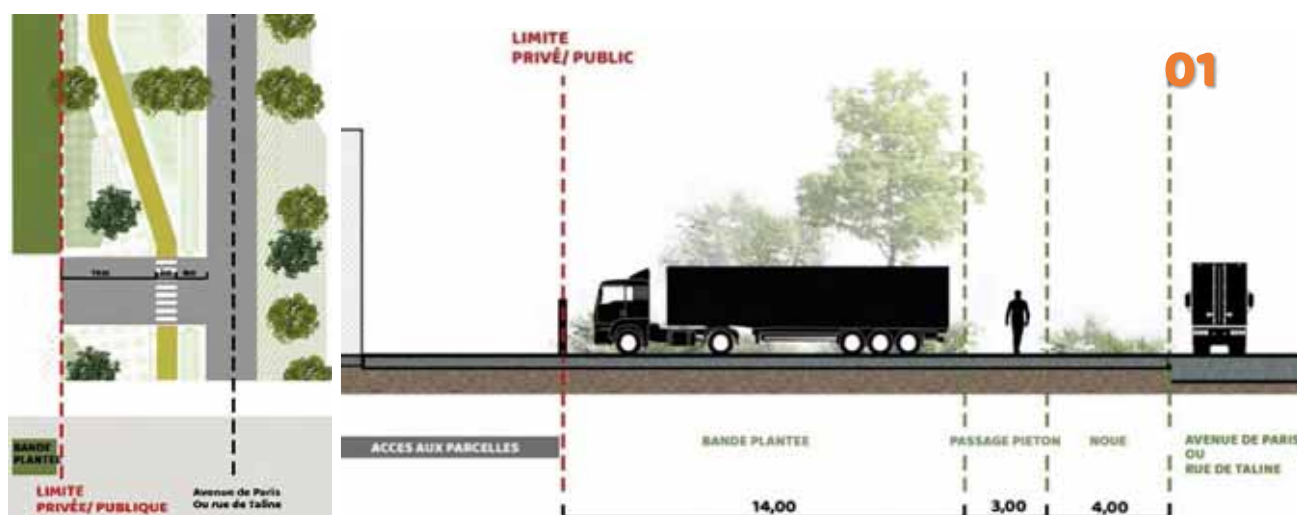 BANDE
PLANTEE
LIMITE
PRIVÉE/ PUBLIQUE
Avenue de Paris
Ou rue de Taline
LIMITE
PRIVÉ/ PUBLIC
01
ACCES AUX PARCELLES
BANDE PLANTEE
PASSAGE PIETON
NOUE
AVENUE DE PARIS
OU
RUE DE TALINE
14,00
3,00
4,00